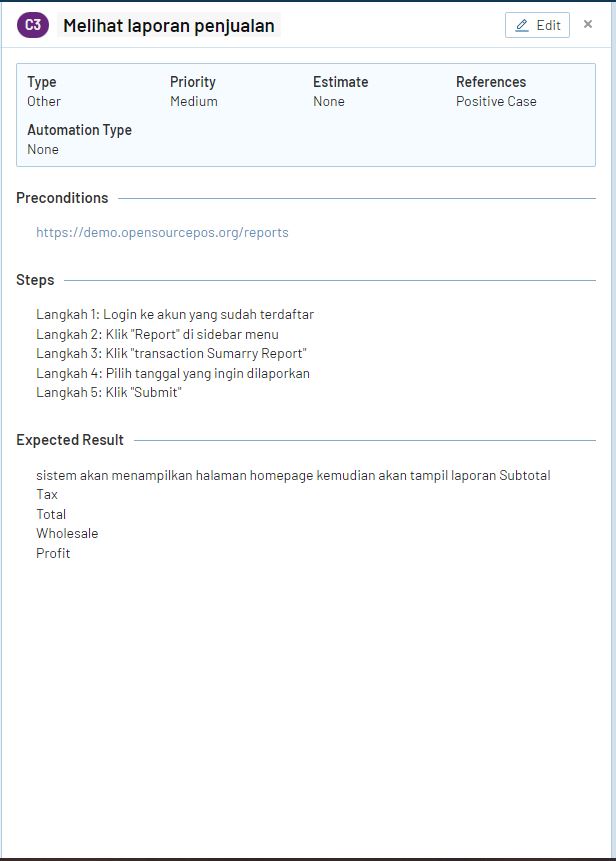 C3 Melihat laporan penjualan Edit ×
Type Priority Estimate References
Other Medium None Positive Case
Automation Type
None
Preconditions
https://demo.opensourcepos.org/reports
Steps
Langkah 1: Login ke akun yang sudah terdaftar
Langkah 2: Klik "Report" di sidebar menu
Langkah 3: Klik "transaction Sumarry Report"
Langkah 4: Pilih tanggal yang ingin dilaporkan
Langkah 5: Klik "Submit"
Expected Result
sistem akan menampilkan halaman homepage kemudian akan tampil laporan Subtotal
Tax
Total
Wholesale
Profit